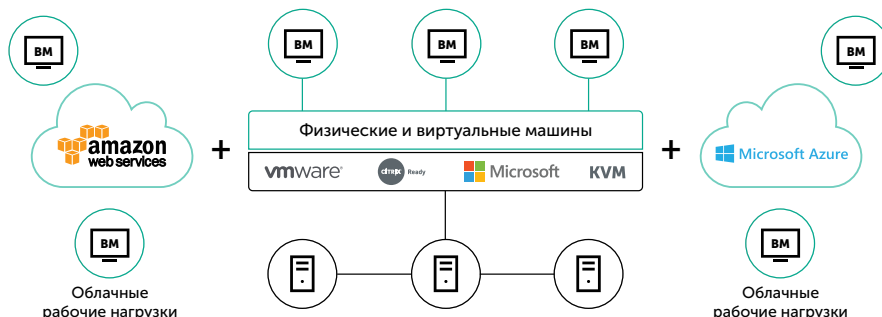 ВМ
ВМ
ВМ
ВМ
ВМ
amazon
web services
+
Физические и виртуальные машины
vmware®
CITRIX Ready
Microsoft
KVM
+
Microsoft Azure
ВМ
ВМ
Облачные
рабочие нагрузки
Облачные
рабочие нагрузки